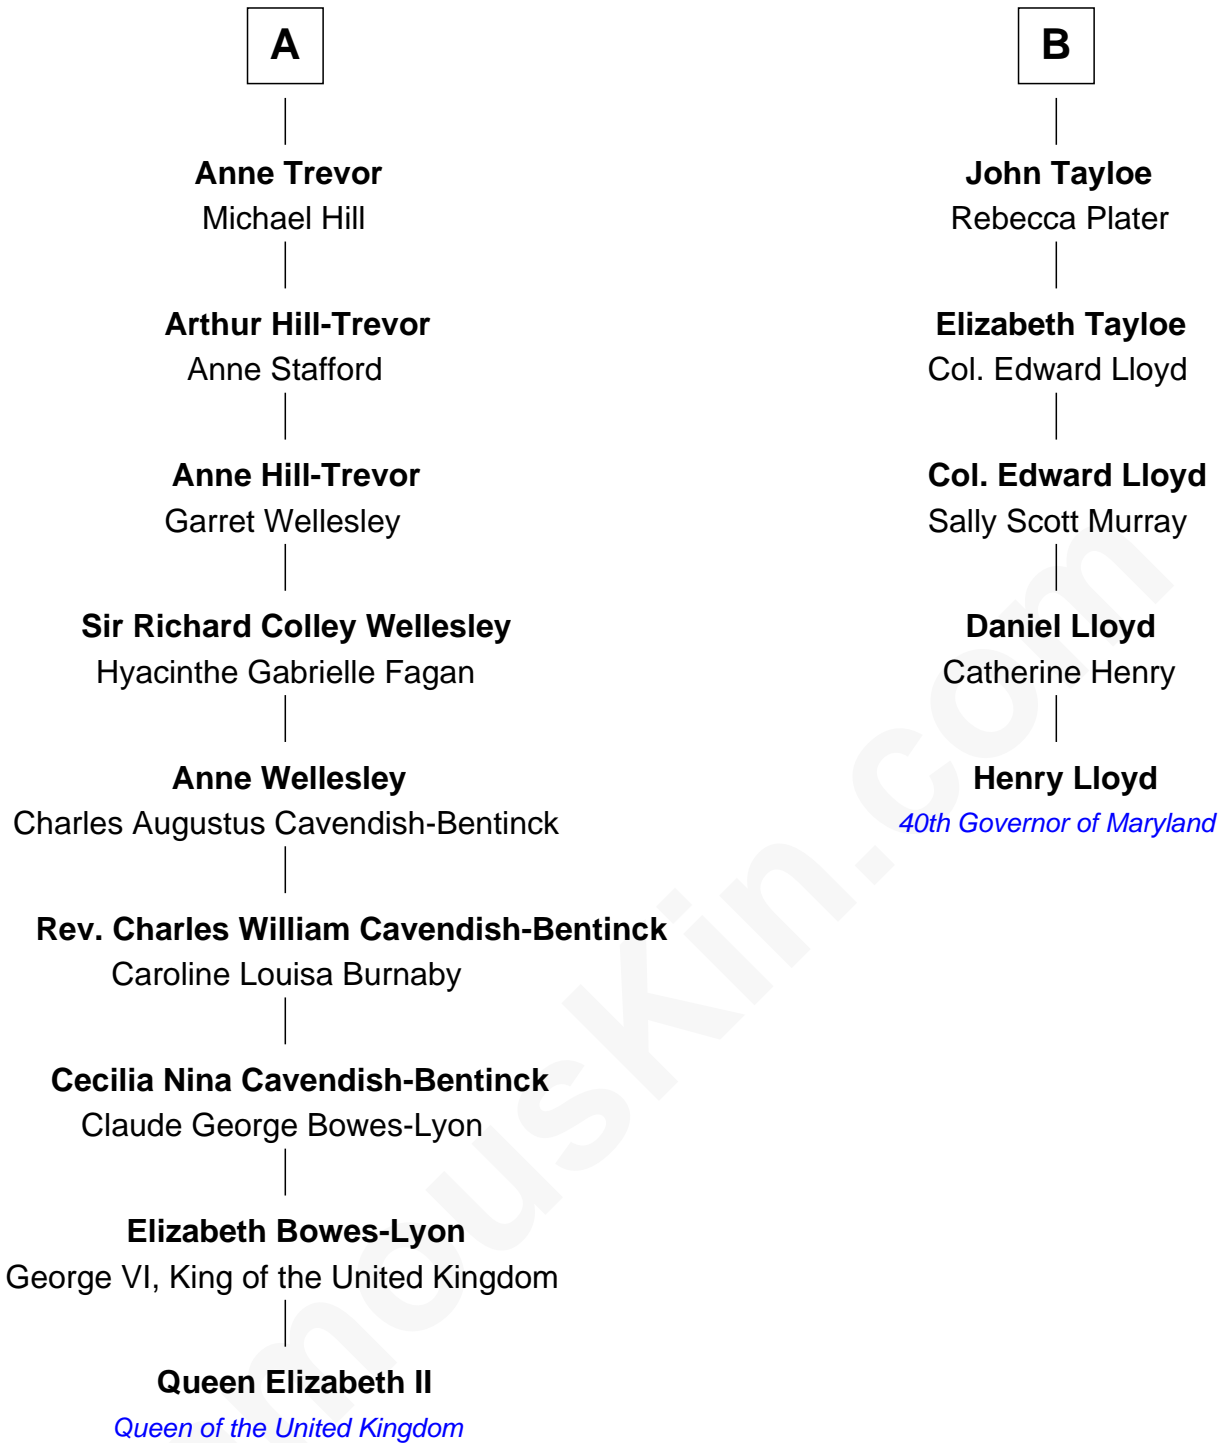 A
Anne Trevor
Michael Hill
Arthur Hill-Trevor
Anne Stafford
Anne Hill-Trevor
Garret Wellesley
Sir Richard Colley Wellesley
Hyacinthe Gabrielle Fagan
Anne Wellesley
Charles Augustus Cavendish-Bentinck
Rev. Charles William Cavendish-Bentinck
Caroline Louisa Burnaby
Cecilia Nina Cavendish-Bentinck
Claude George Bowes-Lyon
Elizabeth Bowes-Lyon
George VI, King of the United Kingdom
Queen Elizabeth II
Queen of the United Kingdom
B
John Tayloe
Rebecca Plater
Elizabeth Tayloe
Col. Edward Lloyd
Col. Edward Lloyd
Sally Scott Murray
Daniel Lloyd
Catherine Henry
Henry Lloyd
40th Governor of Maryland
mouskin.com